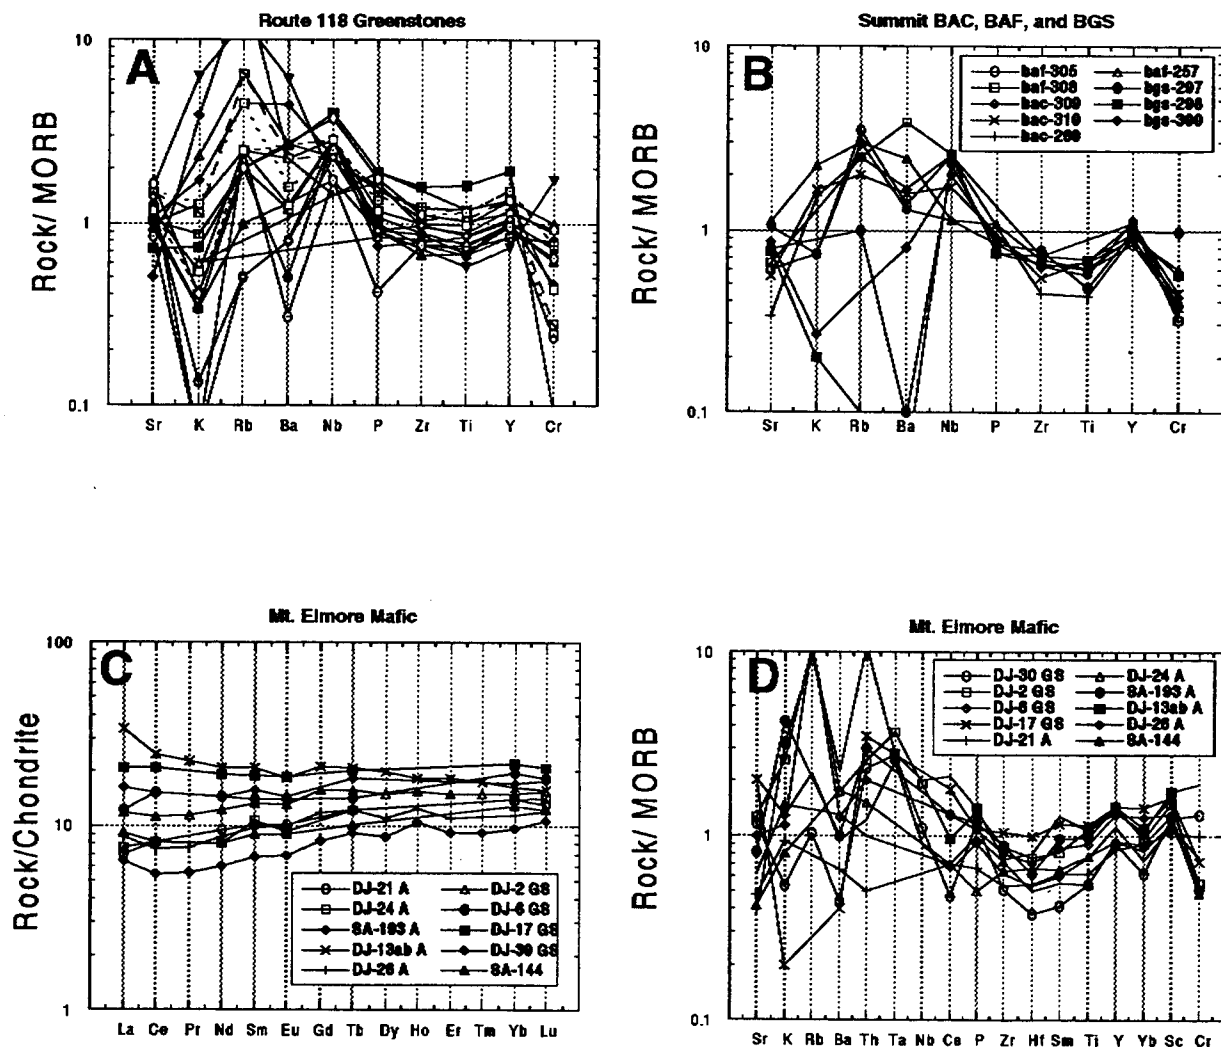 Route 118 Greenstones
A
Rock/ MORB
10
1
0.1
Sr K Rb Ba Nb P Zr Ti Y Cr
Summit BAC, BAF, and BGS
B
Rock/ MORB
10
1
0.1
baf-305 baf-257
baf-308 bgs-297
bac-309
bac-310
Sr K Rb Ba Nb P Zr Ti Y Cr
Mt. Elmore Mafic
C
Rock/Chondrite
100
10
1
DJ-21 A DJ-2 GS
DJ-24 A DJ-6 GS
SA-193 A DJ-17 GS
DJ-13ab A
DJ-26 A SA-144
La Ce Pr Nd Sm Eu Gd Tb Dy Ho Er Tm Yb Lu
Mt. Elmore Mafic
D
Rock/ MORB
10
1
0.1
DJ-30 GS DJ-24 A
DJ-2 GS SA-193 A
DJ-6 GS DJ-13ab A
DJ-17 GS DJ-26 A
DJ-21 A SA-144
Sr K Rb Ba Th Ta Nb Ce P Zr Hf Sm Ti Y Yb Sc Cr